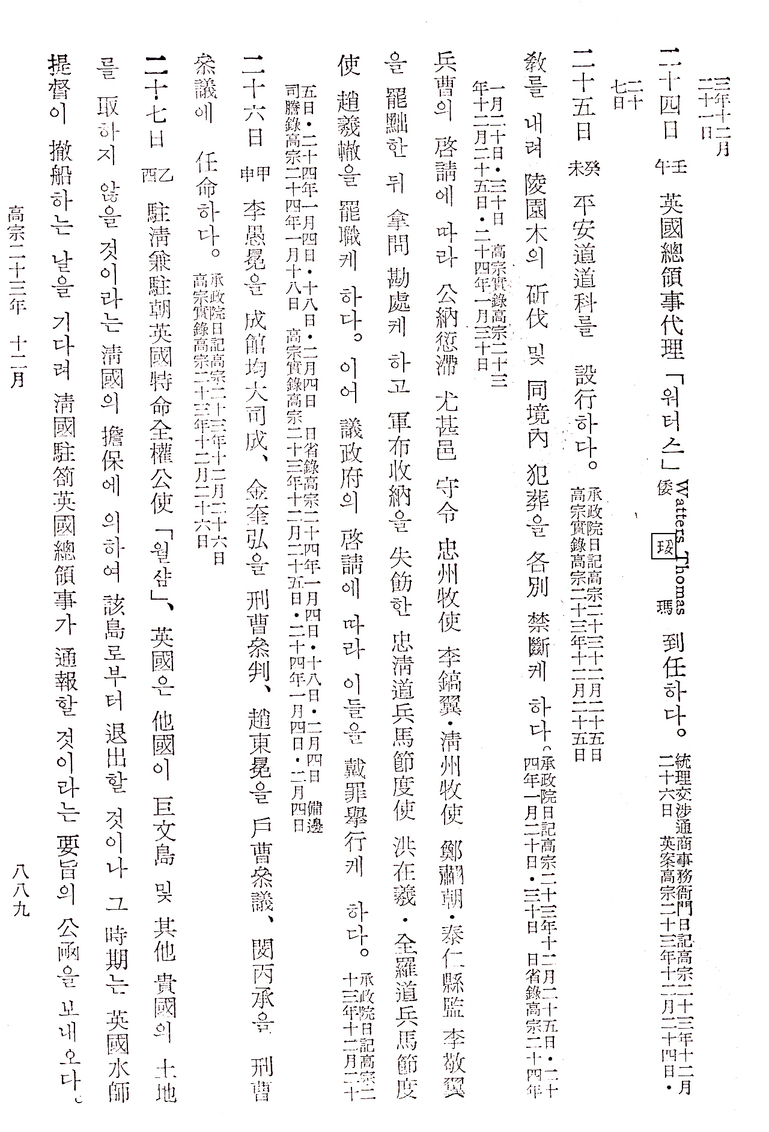 三年十二月
二十一日
二十四日 壬午 英國總領事代理「워터스」 Watters, Thomas 倭 㛂 瑪 到任하다。 統理交涉通商事務衙門日記高宗二十三年十二月
二十六日 英案高宗二十三年十二月二十四日・
二十
七日
二十五日 癸未 平安道道科를 設行하다。 承政院日記高宗二十三年十二月二十五日
高宗實錄高宗二十三年十二月二十五日
敎를 내려 陵園木의 斫伐 및 同境內 犯葬을 各別 禁斷케 하다。 承政院日記高宗二十三年十二月二十五日・二十
四年一月二十日・三十日 日省錄高宗二十四年
一月二十日・三十日 高宗實錄高宗二十三
年十二月二十五日・二十四年一月三十日
兵曹의 啓請에 따라 公納愆滯 尤甚邑 守令 忠州牧使 李鎬翼・淸州牧使 鄭朝・泰仁縣監 李敬翼
을 罷黜한 뒤 拿問 勘處케 하고 軍布收納을 失飭한 忠淸道兵馬節度使 洪在羲・全羅道兵馬節度
使 趙羲轍을 罷職케 하다。 이어 議政府의 啓請에 따라 이들을 戴罪擧行케 하다。 承政院日記高宗二
十三年十二月二十
五日・二十四年一月四日・十八日・二月四日 日省錄高宗二十四年一月四日・十八日・二月四日 備邊
司謄錄高宗二十四年一月十八日 高宗實錄高宗二十三年十二月二十五日・二十四年一月四日・二月四日
二十六日 甲申 李愚冕을 成館均大司成、金奎弘을 刑曹參判、趙東冕을 戶曹參議、閔丙承을 刑曹
參議에 任命하다。 承政院日記高宗二十三年十二月二十六日
高宗實錄高宗二十三年十二月二十六日
二十七日 乙酉 駐淸兼駐朝英國特命全權公使「월샴」、英國은 他國이 巨文島 및 其他 貴國의 土地
를 取하지 않을 것이라는 淸國의 擔保에 의하여 該島로부터 退出할 것이나 그 時期는 英國水師
提督이 撤船하는 날을 기다려 淸國駐箚英國總領事가 通報할 것이라는 要旨의 公函을 보내오다。
高宗二十三年 十二月
八八九